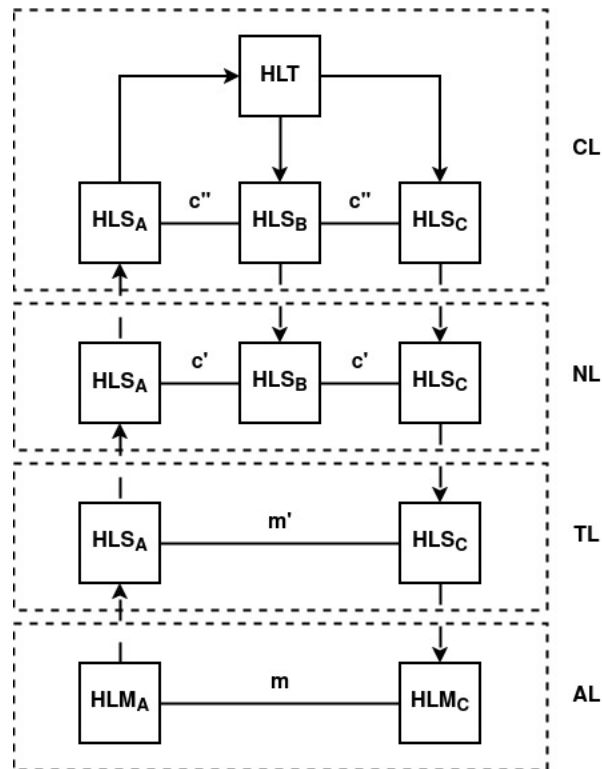 HLT
CL
c" c"
HLSA HLSB HLSC
c' c'
HLSA HLSB HLSC NL
m'
HLSA HLSC TL
m
HLMA HLMC AL